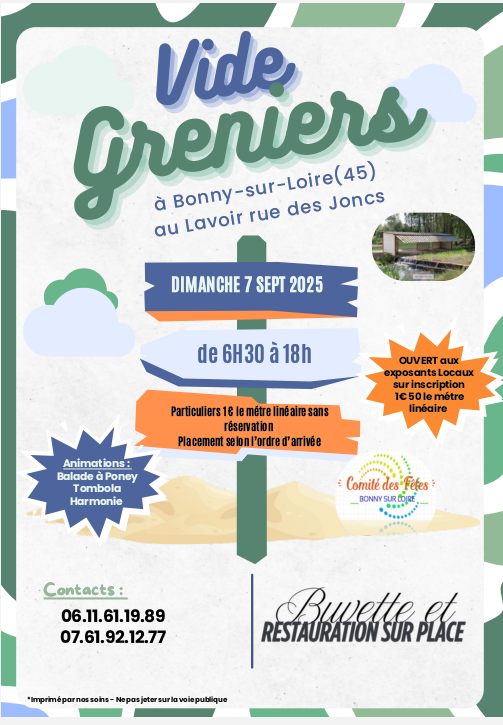 Vide
Greniers
à Bonny-sur-Loire(45)
au Lavoir rue des Joncs
DIMANCHE 7 SEPT 2025
de 6H30 à 18h
OUVERT aux
exposants Locaux
sur inscription
1€ 50 le métre
linéaire
Particuliers 1€ le métre linéaire sans
réservation
Placement selon l'ordre d'arrivée
Animations :
Balade à Poney
Tombola
Harmonie
Comité des Fêtes
BONNY SUR LOIRE
Contacts :
06.11.61.19.89
07.61.92.12.77
Buvette et
RESTAURATION SUR PLACE
*Imprimé par nos soins - Ne pas jeter sur la voie publique